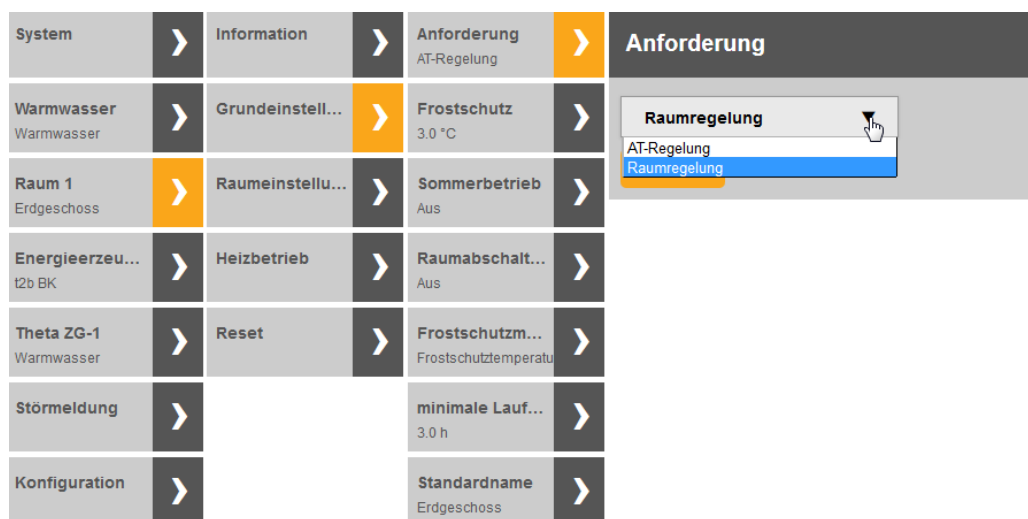 System
Warmwasser
Warmwasser
Raum 1
Erdgeschoss
Energieerzeu...
t2b BK
Theta ZG-1
Warmwasser
Störmeldung
Konfiguration
Information
Grundeinstell...
Raumeinstellu...
Heizbetrieb
Reset
Anforderung
AT-Regelung
Frostschutz
3.0 °C
Sommerbetrieb
Aus
Raumabschalt...
Aus
Frostschutzm...
Frostschutztemperatu
minimale Lauf...
3.0 h
Standardname
Erdgeschoss
Anforderung
Raumregelung
AT-Regelung
Raumregelung